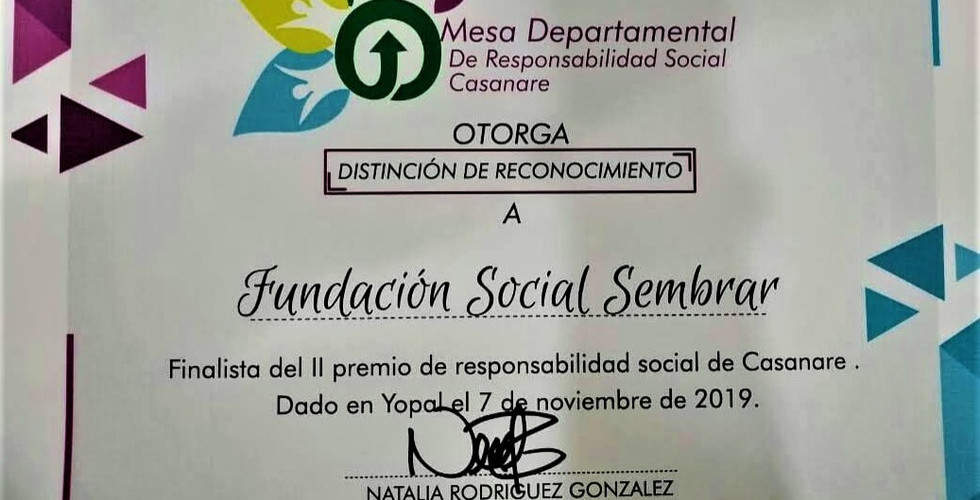 Mesa Departamental
De Responsabilidad Social
Casanare
OTORGA
DISTINCIÓN DE RECONOCIMIENTO
A
Fundación Social Sembrar
Finalista del II premio de responsabilidad social de Casanare .
Dado en Yopal el 7 de noviembre de 2019.
NATALIA RODRIGUEZ GONZALEZ